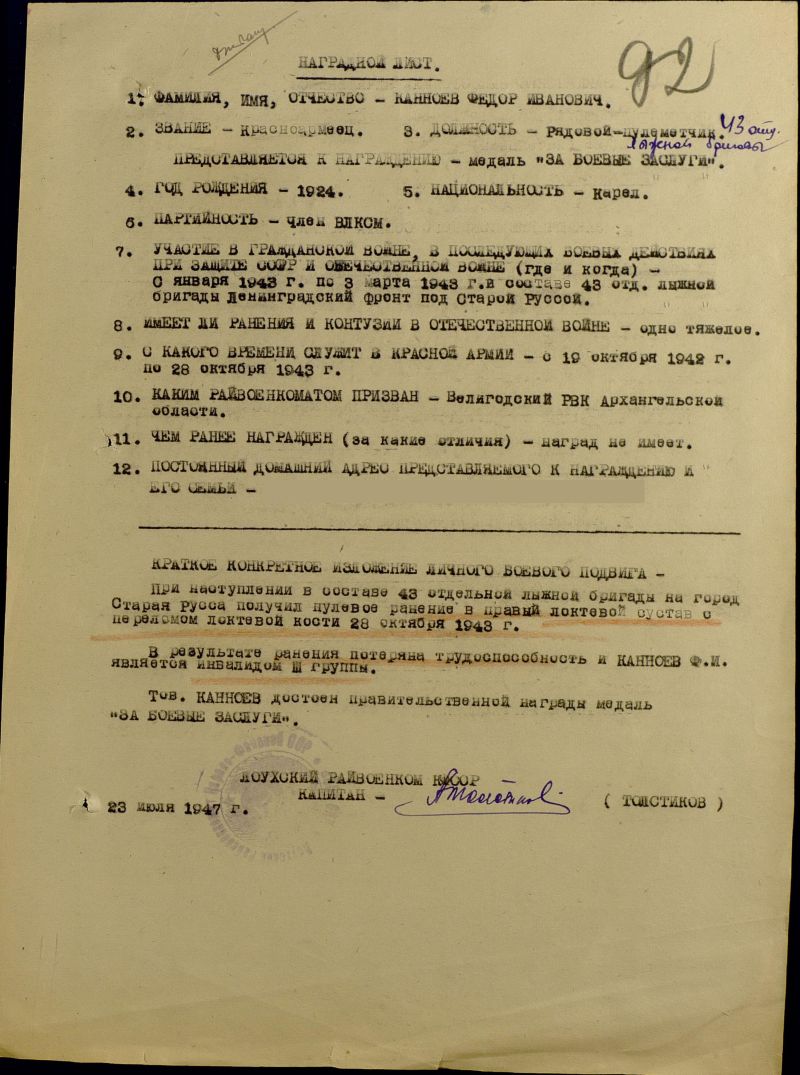 92
НАГРАДНОЙ ЛИСТ.
1. ФАМИЛИЯ, ИМЯ, ОТЧЕСТВО – КАННОЕВ ФЕДОР ИВАНОВИЧ.
2. ЗВАНИЕ – Красноармеец. 3. ДОЛЖНОСТЬ – рядовой-пулеметчик. 43 отд.
лыжной бригады
ПРЕДСТАВЛЯЕТСЯ К НАГРАЖДЕНИЮ – медаль "ЗА БОЕВЫЕ ЗАСЛУГИ".
4. ГОД РОЖДЕНИЯ – 1924. 5. НАЦИОНАЛЬНОСТЬ – Карел.
6. ПАРТИЙНОСТЬ – член ВЛКСМ.
7. УЧАСТИЕ В ГРАЖДАНСКОЙ ВОЙНЕ, В ПОСЛЕДУЮЩИХ БОЕВЫХ ДЕЙСТВИЯХ
ПРИ ЗАЩИТЕ СССР И ОТЕЧЕСТВЕННОЙ ВОЙНЕ (где и когда) –
С января 1943 г. по 3 марта 1943 г.в составе 43 отд. лыжной
бригады Ленинградский фронт под Старой Руссой.
8. ИМЕЕТ ЛИ РАНЕНИЯ И КОНТУЗИИ В ОТЕЧЕСТВЕННОЙ ВОЙНЕ – одно тяжелое.
9. С КАКОГО ВРЕМЕНИ СЛУЖИТ В КРАСНОЙ АРМИИ – с 19 октября 1942 г.
по 28 октября 1943 г.
10. КАКИМ РАЙВОЕНКОМАТОМ ПРИЗВАН – Велигодский РВК Архангельской
области.
11. ЧЕМ РАНЕЕ НАГРАЖДЕН (за какие отличия) – наград не имеет.
12. ПОСТОЯННЫЙ ДОМАШНИЙ АДРЕС ПРЕДСТАВЛЯЕМОГО К НАГРАЖДЕНИЮ И
ЕГО СЕМЬИ –
КРАТКОЕ КОНКРЕТНОЕ ИЗЛОЖЕНИЕ ЛИЧНОГО БОЕВОГО ПОДВИГА –
При наступлении в составе 43 отдельной лыжной бригады на город
Старая Русса получил пулевое ранение в правый локтевой сустав с
переломом локтевой кости 28 октября 1943 г.
В результате ранения потеряна трудоспособность и КАННОЕВ Ф.И.
является инвалидом III группы.
Тов. КАННОЕВ достоен правительственной награды медаль
"ЗА БОЕВЫЕ ЗАСЛУГИ".
ЛОУХСКИЙ РАЙВОЕНКОМ КФССР
КАПИТАН – (ТОЛСТИКОВ)
23 июля 1947 г.